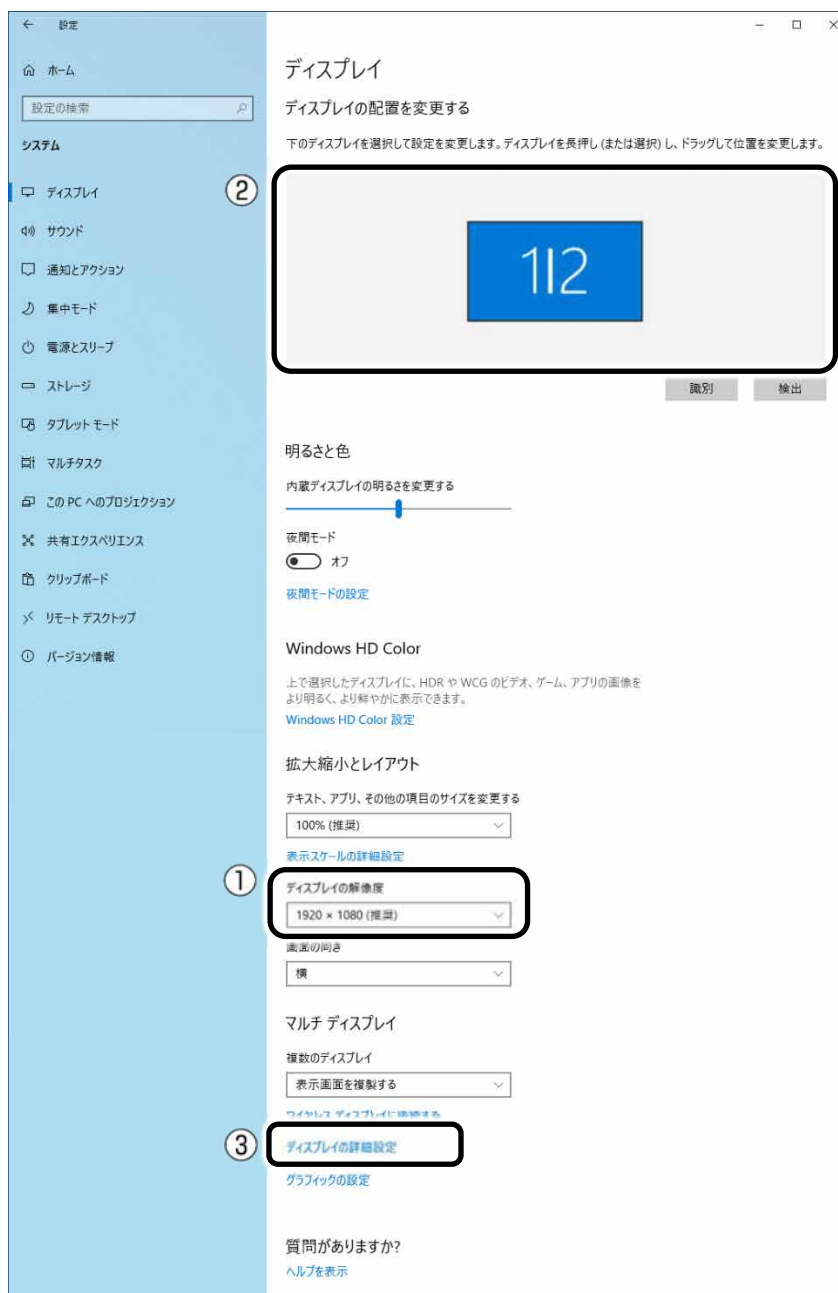 設定
ホーム
設定の検索
システム
ディスプレイ
サウンド
通知とアクション
集中モード
電源とスリープ
ストレージ
タブレット モード
マルチタスク
この PC へのプロジェクション
共有エクスペリエンス
クリップボード
リモート デスクトップ
バージョン情報
ディスプレイ
ディスプレイの配置を変更する
下のディスプレイを選択して設定を変更します。ディスプレイを長押し (または選択) し、ドラッグして位置を変更します。
②
1|2
識別
検出
明るさと色
内蔵ディスプレイの明るさを変更する
夜間モード
オフ
夜間モードの設定
Windows HD Color
上で選択したディスプレイに、HDR や WCG のビデオ、ゲーム、アプリの画像を
より明るく、より鮮やかに表示できます。
Windows HD Color 設定
拡大縮小とレイアウト
テキスト、アプリ、その他の項目のサイズを変更する
100% (推奨)
表示スケールの詳細設定
①
ディスプレイの解像度
1920 × 1080 (推奨)
画面の向き
横
マルチ ディスプレイ
複数のディスプレイ
表示画面を複製する
ワイヤレス ディスプレイに接続する
③
ディスプレイの詳細設定
グラフィックの設定
質問がありますか?
ヘルプを表示